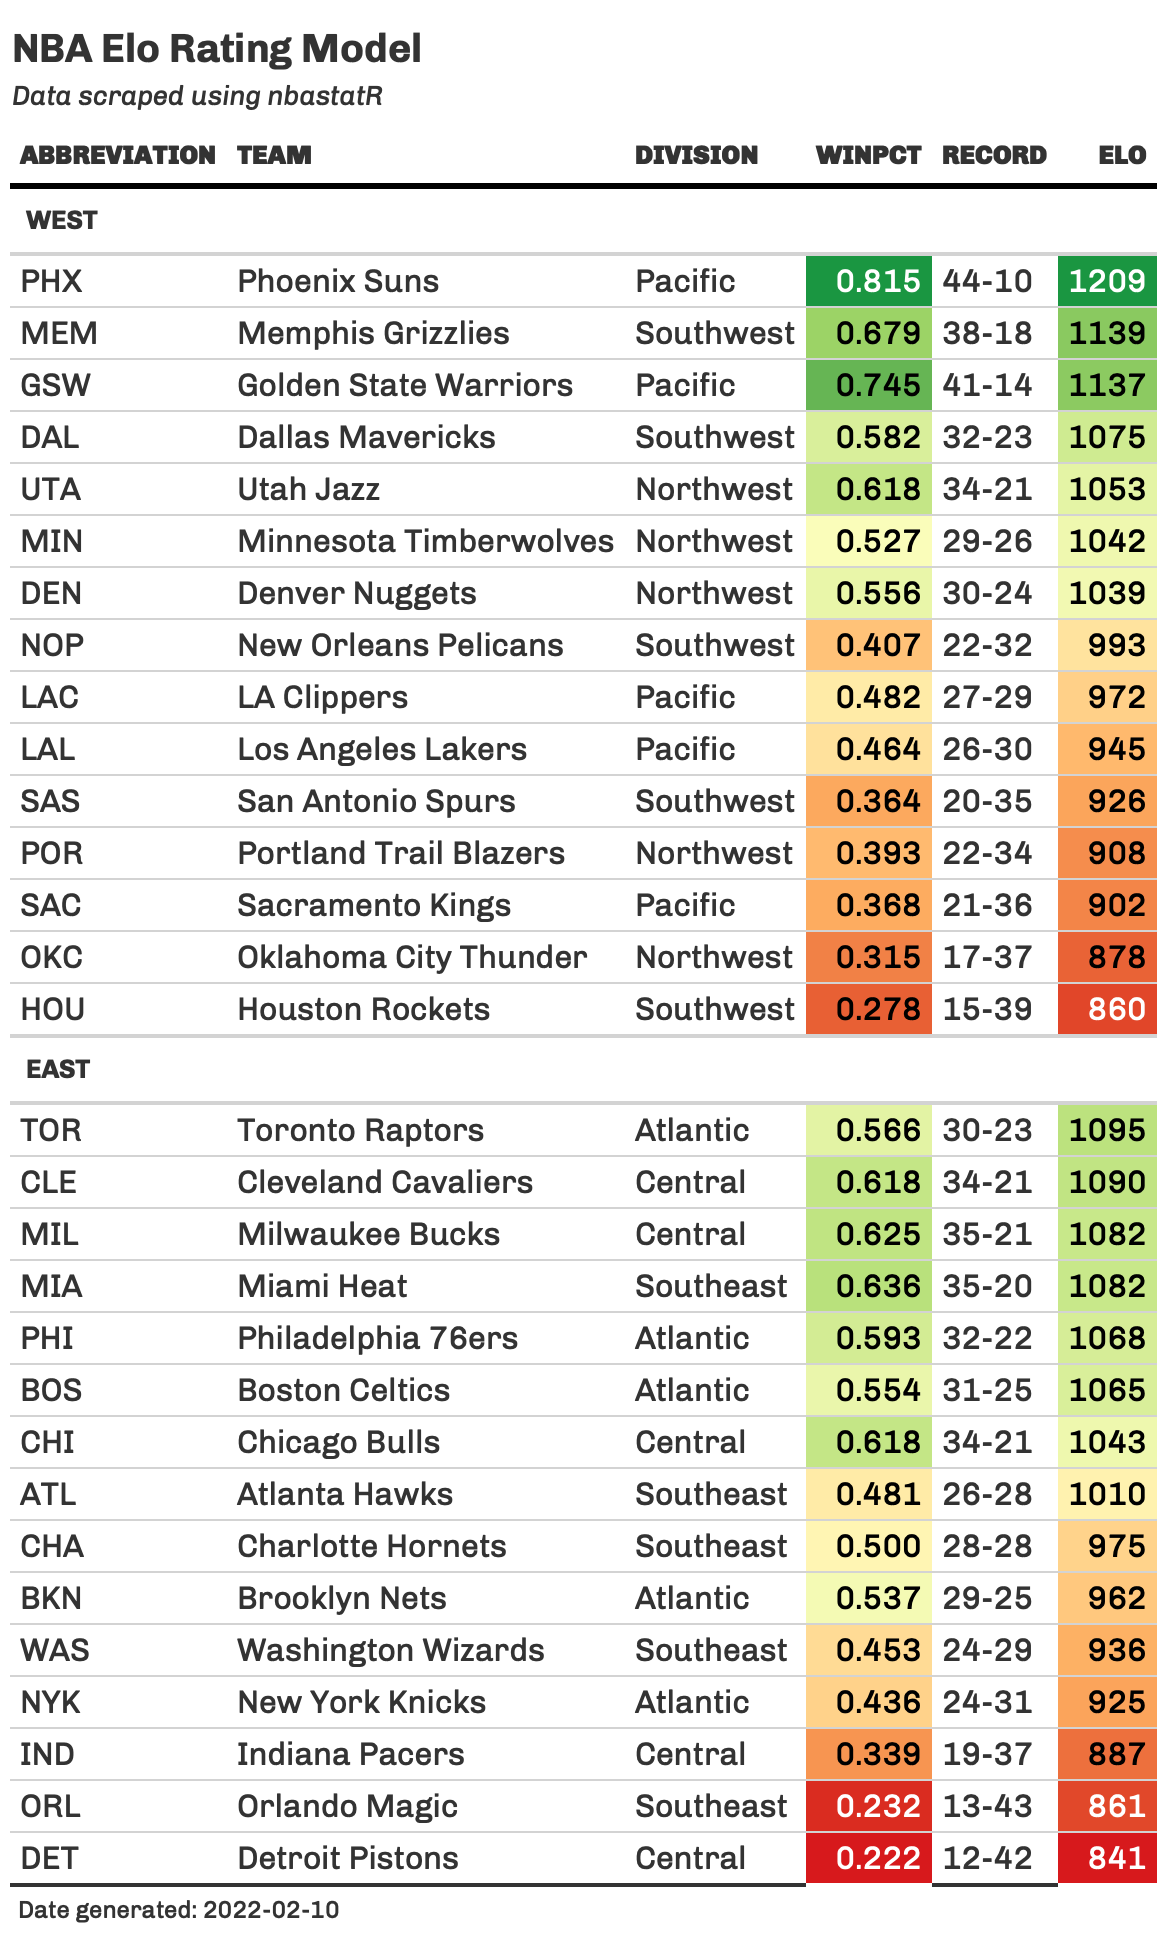 NBA Elo Rating Model
Data scraped using nbastatR
ABBREVIATION TEAM DIVISION WINPCT RECORD ELO
WEST
PHX Phoenix Suns Pacific 0.815 44-10 1209
MEM Memphis Grizzlies Southwest 0.679 38-18 1139
GSW Golden State Warriors Pacific 0.745 41-14 1137
DAL Dallas Mavericks Southwest 0.582 32-23 1075
UTA Utah Jazz Northwest 0.618 34-21 1053
MIN Minnesota Timberwolves Northwest 0.527 29-26 1042
DEN Denver Nuggets Northwest 0.556 30-24 1039
NOP New Orleans Pelicans Southwest 0.407 22-32 993
LAC LA Clippers Pacific 0.482 27-29 972
LAL Los Angeles Lakers Pacific 0.464 26-30 945
SAS San Antonio Spurs Southwest 0.364 20-35 926
POR Portland Trail Blazers Northwest 0.393 22-34 908
SAC Sacramento Kings Pacific 0.368 21-36 902
OKC Oklahoma City Thunder Northwest 0.315 17-37 878
HOU Houston Rockets Southwest 0.278 15-39 860
EAST
TOR Toronto Raptors Atlantic 0.566 30-23 1095
CLE Cleveland Cavaliers Central 0.618 34-21 1090
MIL Milwaukee Bucks Central 0.625 35-21 1082
MIA Miami Heat Southeast 0.636 35-20 1082
PHI Philadelphia 76ers Atlantic 0.593 32-22 1068
BOS Boston Celtics Atlantic 0.554 31-25 1065
CHI Chicago Bulls Central 0.618 34-21 1043
ATL Atlanta Hawks Southeast 0.481 26-28 1010
CHA Charlotte Hornets Southeast 0.500 28-28 975
BKN Brooklyn Nets Atlantic 0.537 29-25 962
WAS Washington Wizards Southeast 0.453 24-29 936
NYK New York Knicks Atlantic 0.436 24-31 925
IND Indiana Pacers Central 0.339 19-37 887
ORL Orlando Magic Southeast 0.232 13-43 861
DET Detroit Pistons Central 0.222 12-42 841
Date generated: 2022-02-10